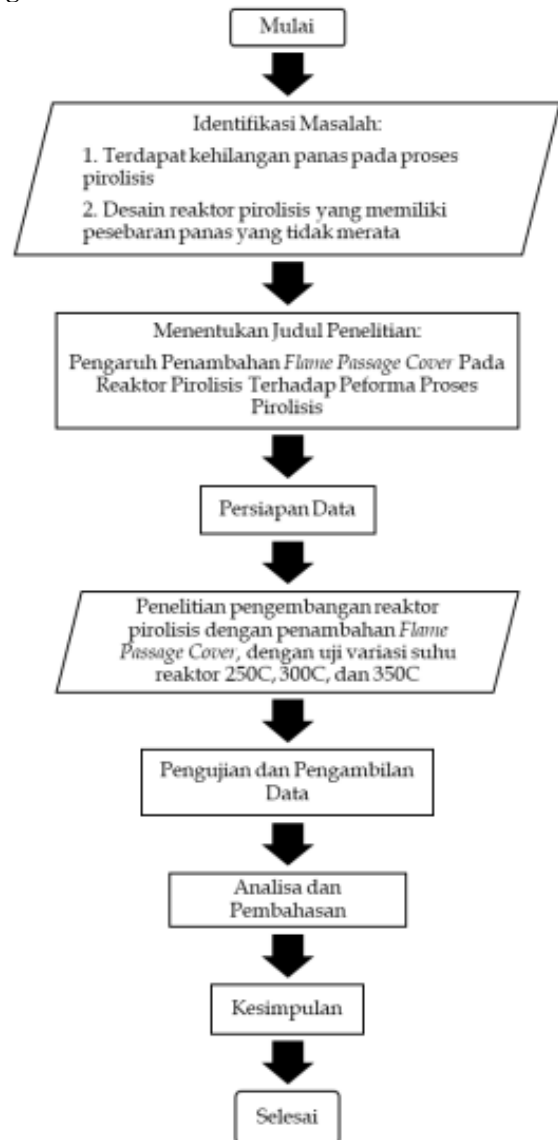 Mulai
Identifikasi Masalah:
1. Terdapat kehilangan panas pada proses
pirolisis
2. Desain reaktor pirolisis yang memiliki
pesebaran panas yang tidak merata
Menentukan Judul Penelitian:
Pengaruh Penambahan Flame Passage Cover Pada
Reaktor Pirolisis Terhadap Peforma Proses
Pirolisis
Persiapan Data
Penelitian pengembangan reaktor
pirolisis dengan penambahan Flame
Passage Cover, dengan uji variasi suhu
reaktor 250C, 300C, dan 350C
Pengujian dan Pengambilan
Data
Analisa dan
Pembahasan
Kesimpulan
Selesai